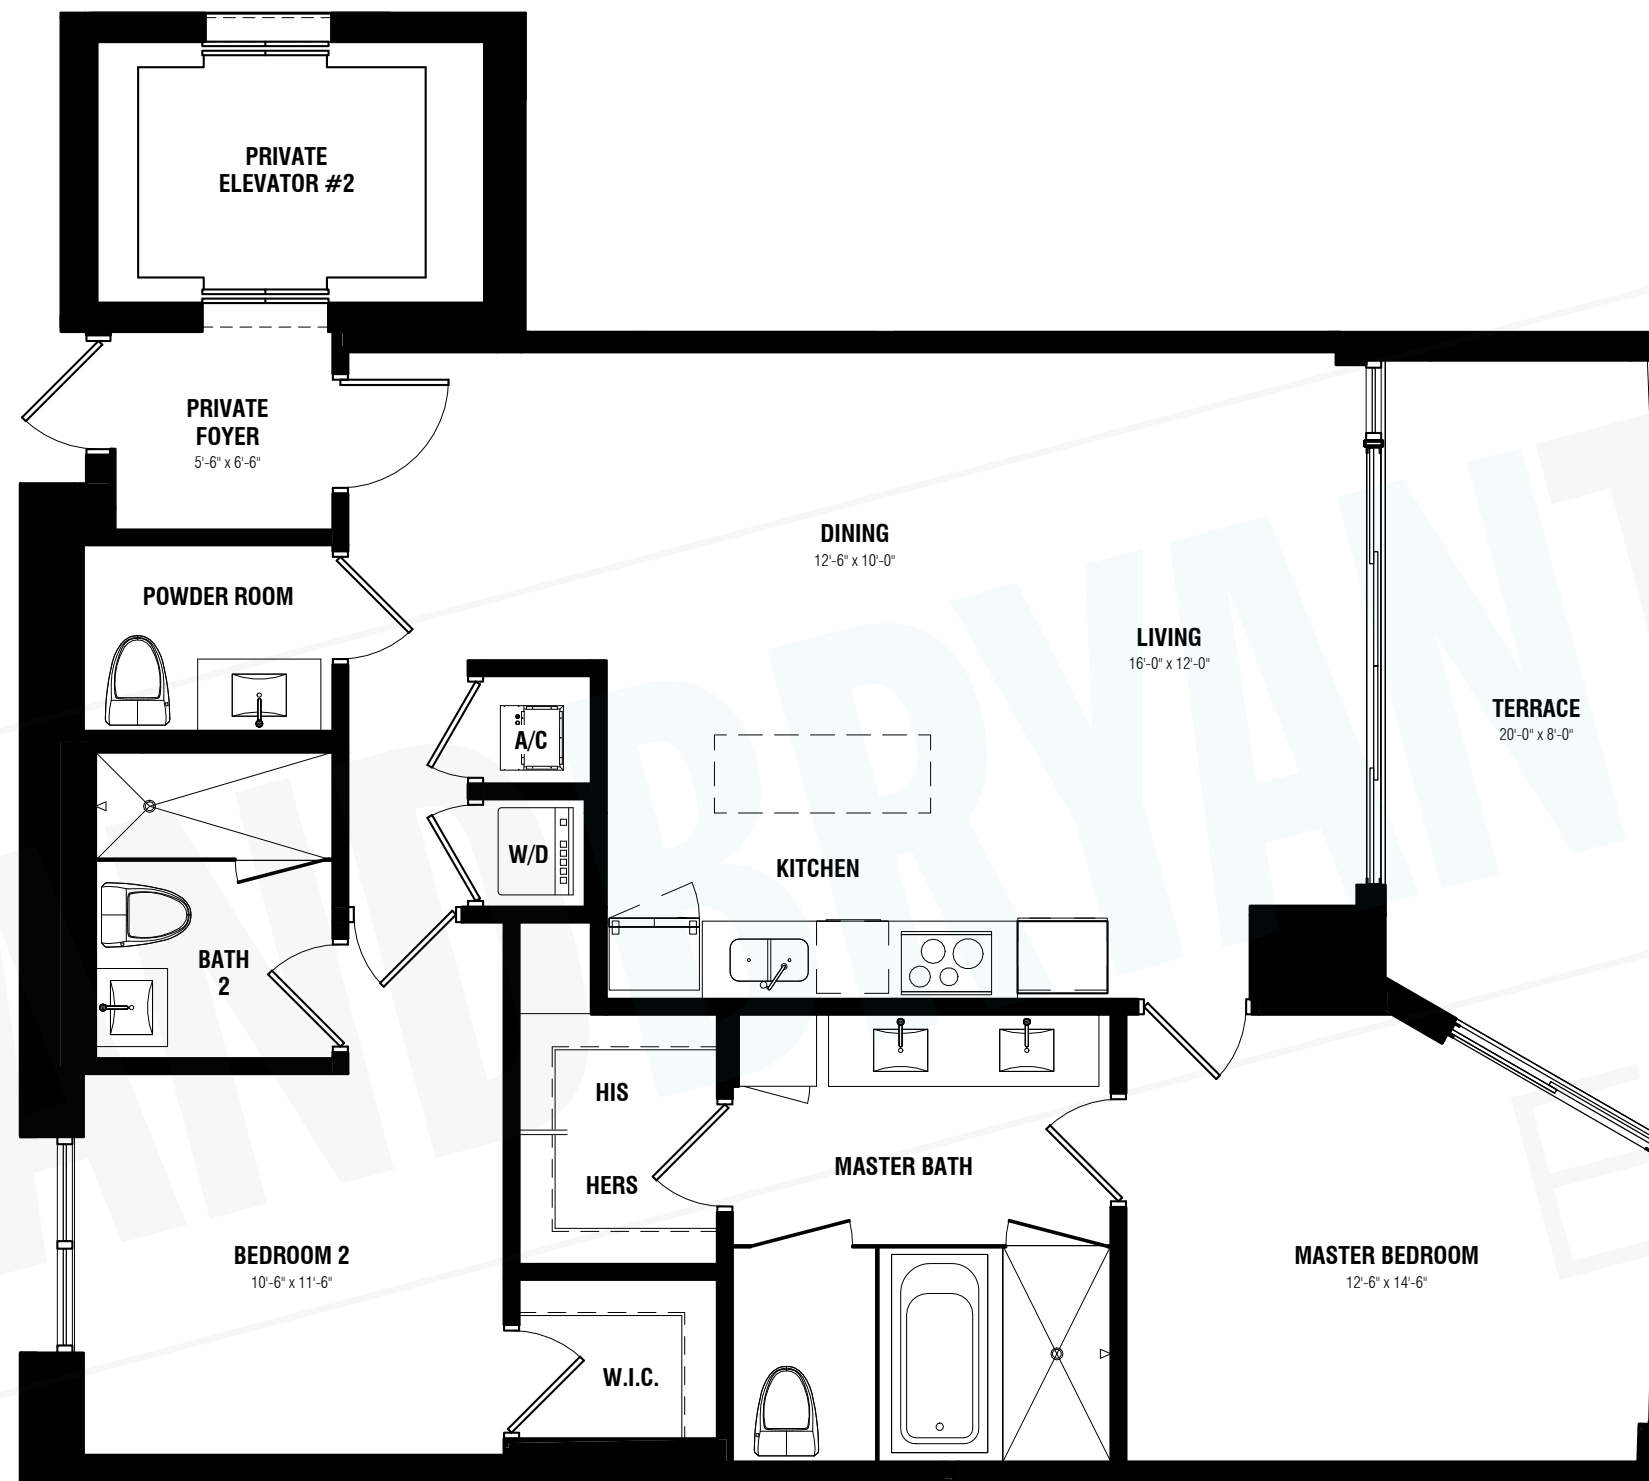 PRIVATE
ELEVATOR #2
PRIVATE
FOYER
5'-6" x 6'-6"
DINING
12'-6" x 10'-0"
POWDER ROOM
LIVING
16'-0" x 12'-0"
TERRACE
20'-0" x 8'-0"
A/C
W/D
KITCHEN
BATH
2
HIS
HERS
MASTER BATH
BEDROOM 2
10'-6" x 11'-6"
MASTER BEDROOM
12'-6" x 14'-6"
W.I.C.
ANDBRYANT